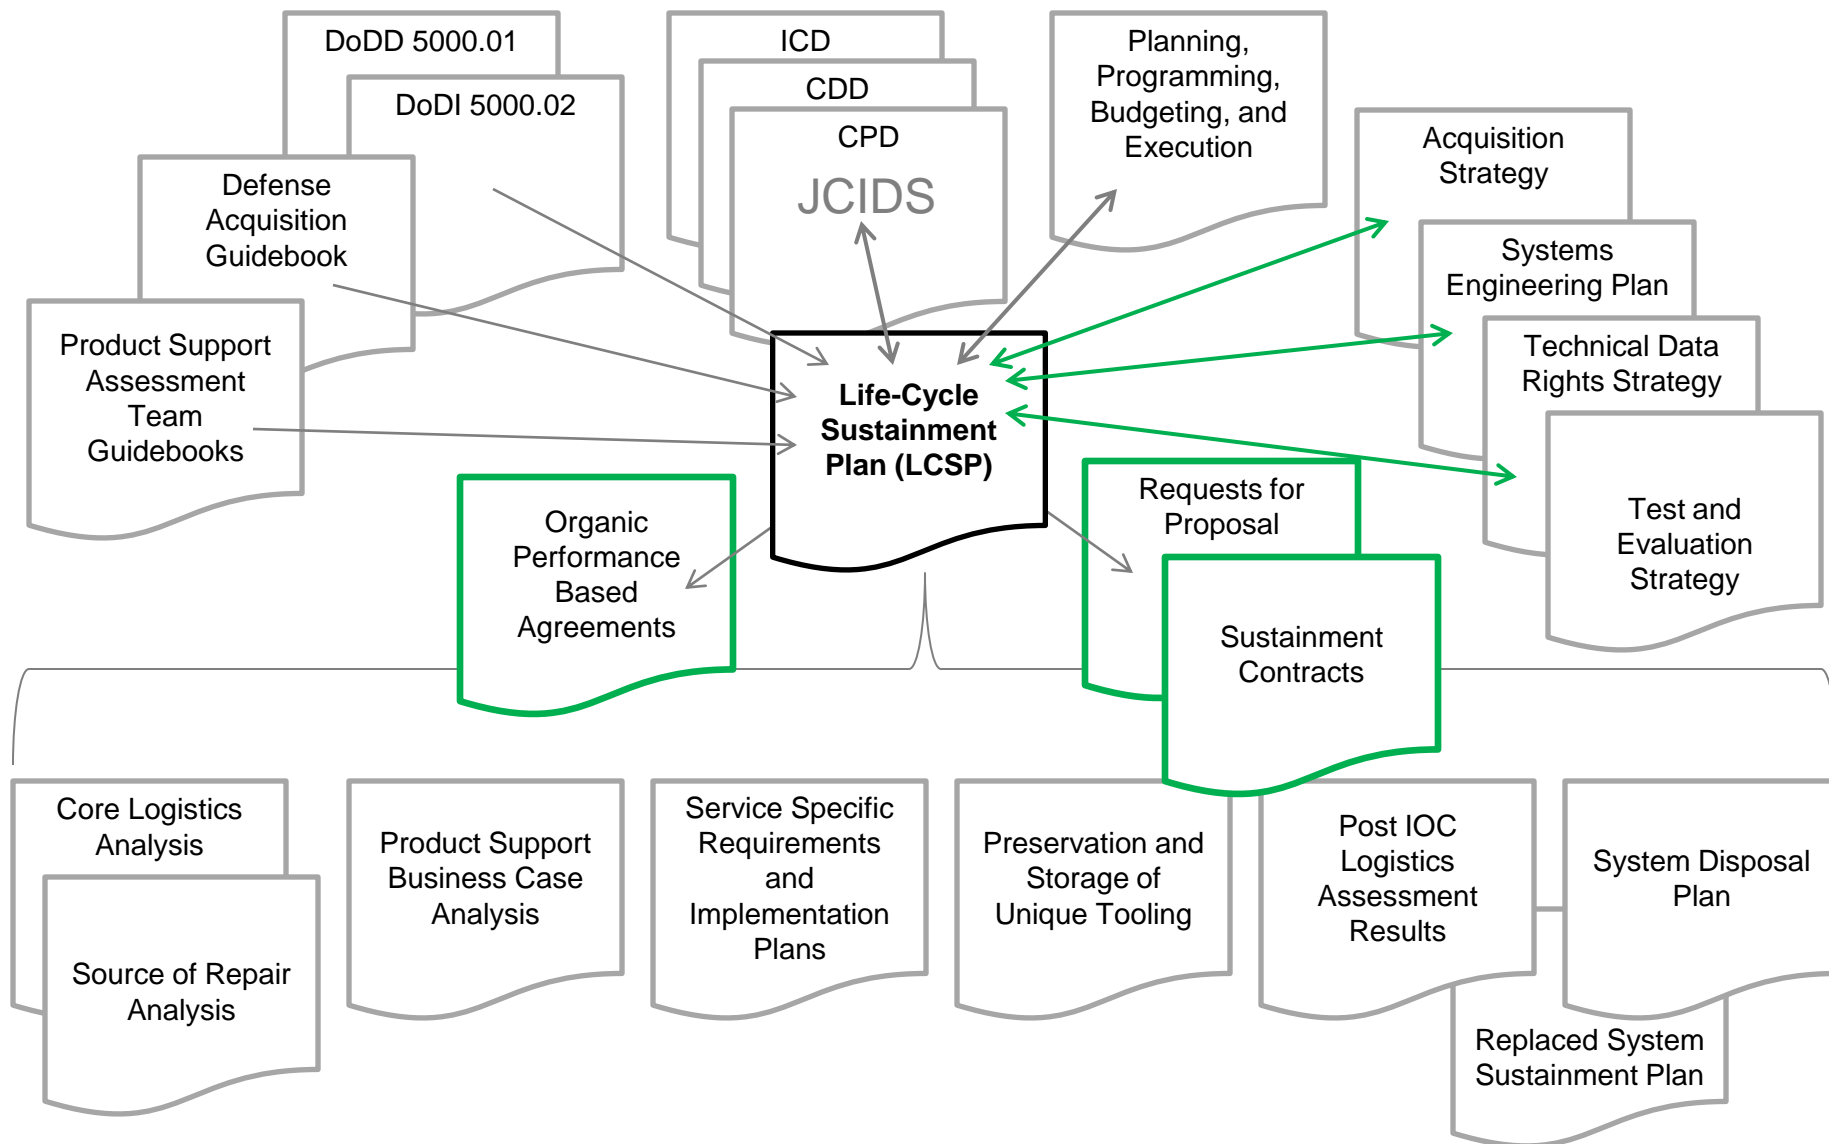 DoDD 5000.01
DoDI 5000.02
Defense
Acquisition
Guidebook
Product Support
Assessment
Team
Guidebooks
ICD
CDD
CPD
JCIDS
Planning,
Programming,
Budgeting, and
Execution
Acquisition
Strategy
Systems
Engineering Plan
Technical Data
Rights Strategy
Test and
Evaluation
Strategy
Life-Cycle
Sustainment
Plan (LCSP)
Organic
Performance
Based
Agreements
Requests for
Proposal
Sustainment
Contracts
Core Logistics
Analysis
Source of Repair
Analysis
Product Support
Business Case
Analysis
Service Specific
Requirements
and
Implementation
Plans
Preservation and
Storage of
Unique Tooling
Post IOC
Logistics
Assessment
Results
System Disposal
Plan
Replaced System
Sustainment Plan